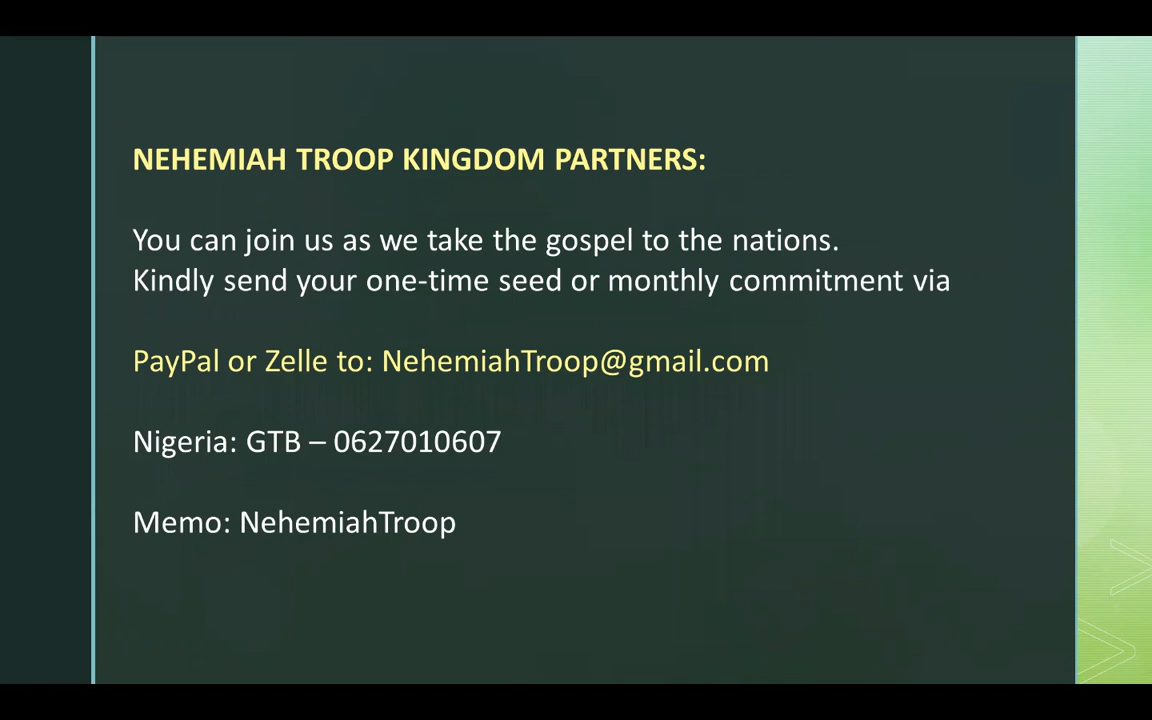 NEHEMIAH TROOP KINGDOM PARTNERS:
You can join us as we take the gospel to the nations.
Kindly send your one-time seed or monthly commitment via
PayPal or Zelle to: NehemiahTroop@gmail.com
Nigeria: GTB – 0627010607
Memo: NehemiahTroop